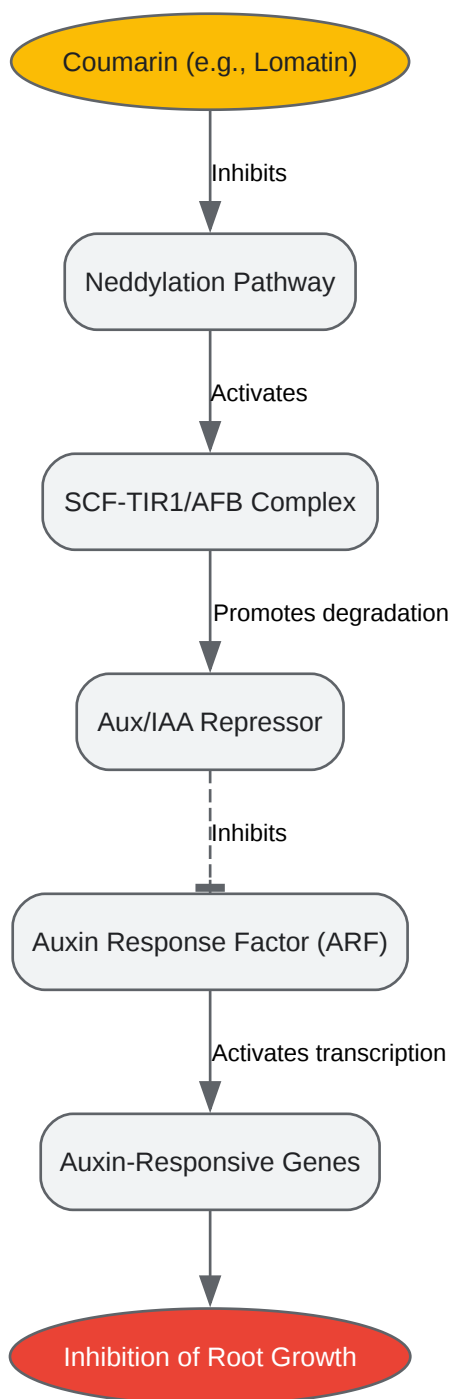 Coumarin (e.g., Lomatin)
Inhibits
Neddylation Pathway
Activates
SCF-TIR1/AFB Complex
Promotes degradation
Aux/IAA Repressor
Inhibits
Auxin Response Factor (ARF)
Activates transcription
Auxin-Responsive Genes
Inhibition of Root Growth